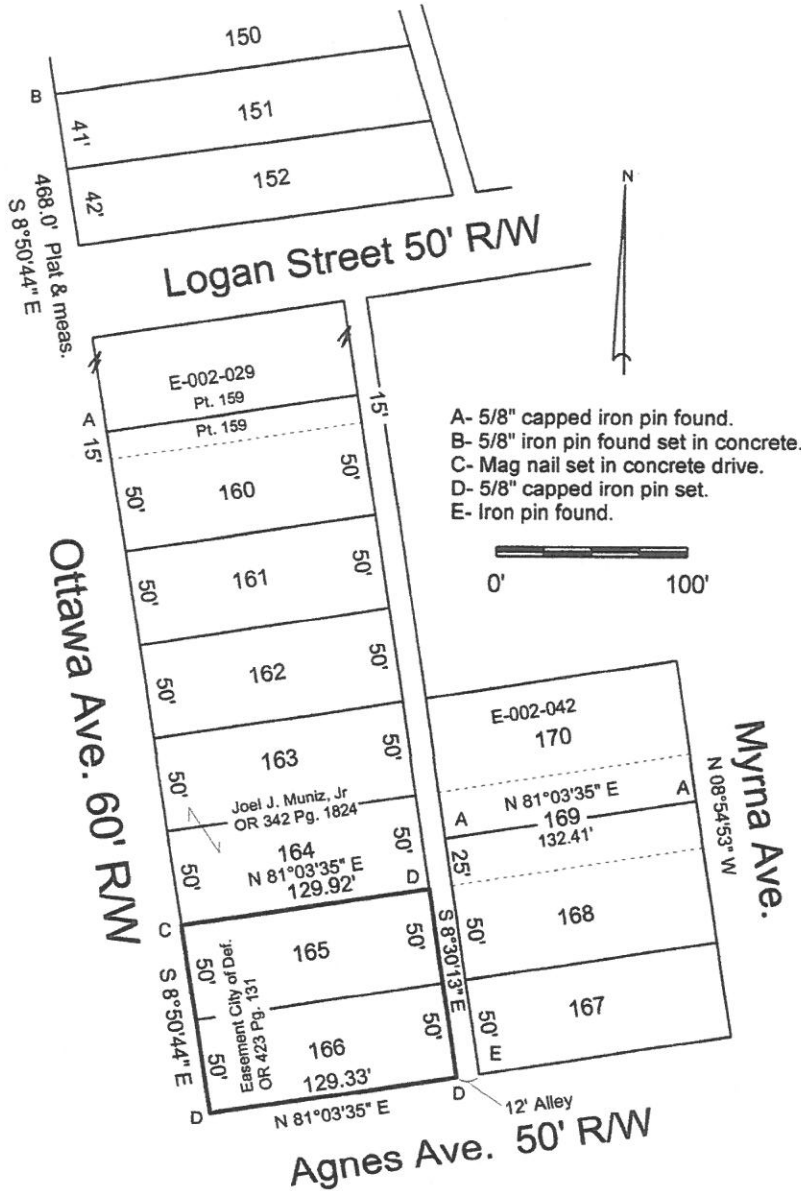 150
B
151
41'
152
42'
468.0' Plat & meas.
S 8°50'44" E
Logan Street 50' R/W
N
E-002-029
Pt. 159
A
Pt. 159
15'
15'
A- 5/8" capped iron pin found.
B- 5/8" iron pin found set in concrete.
C- Mag nail set in concrete drive.
D- 5/8" capped iron pin set.
E- Iron pin found.
0' 100'
50'
160
50'
50'
161
50'
50'
162
50'
50'
163
50'
Joel J. Muniz, Jr
OR 342 Pg. 1824
50'
164
50'
N 81°03'35" E
129.92'
D
Ottawa Ave. 60' R/W
C
S 8°50'44" E
50'
165
50'
50'
166
50'
Easement City of Def.
OR 423 Pg. 131
129.33'
D
N 81°03'35" E
D
S 8°30'13" E
E-002-042
170
N 81°03'35" E
A
169
A
132.41'
25'
50'
168
50'
167
E
Myrna Ave.
N 08°54'53" W
12' Alley
Agnes Ave. 50' R/W